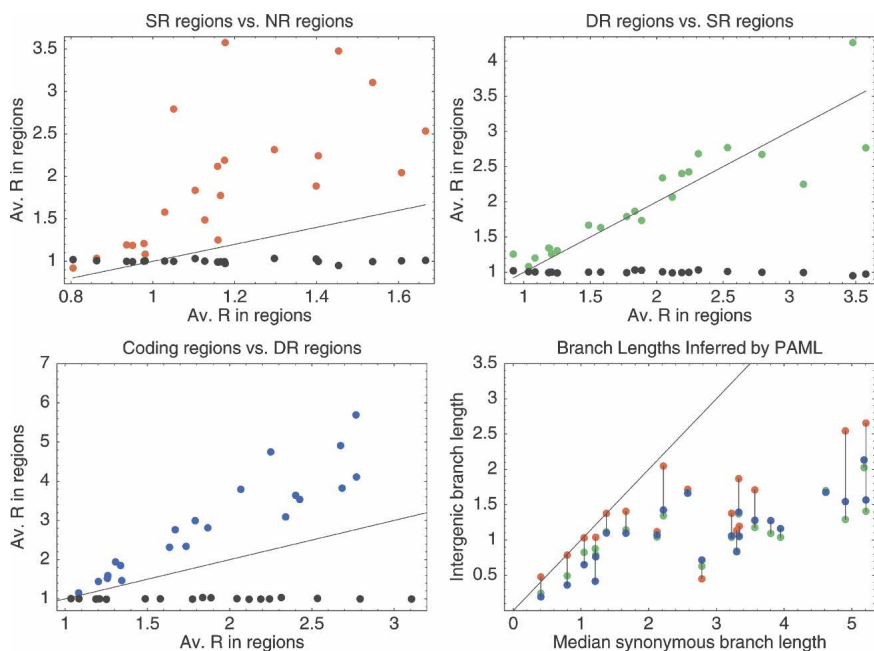 SR regions vs. NR regions
Av. R in regions
3.5
3
2.5
2
1.5
1
0.8 1 1.2 1.4 1.6
Av. R in regions
DR regions vs. SR regions
Av. R in regions
4
3.5
3
2.5
2
1.5
1
1 1.5 2 2.5 3 3.5
Av. R in regions
Coding regions vs. DR regions
Av. R in regions
7
6
5
4
3
2
1
1 1.5 2 2.5 3
Av. R in regions
Branch Lengths Inferred by PAML
Intergenic branch length
3.5
3
2.5
2
1.5
1
0.5
0 1 2 3 4 5
Median synonymous branch length